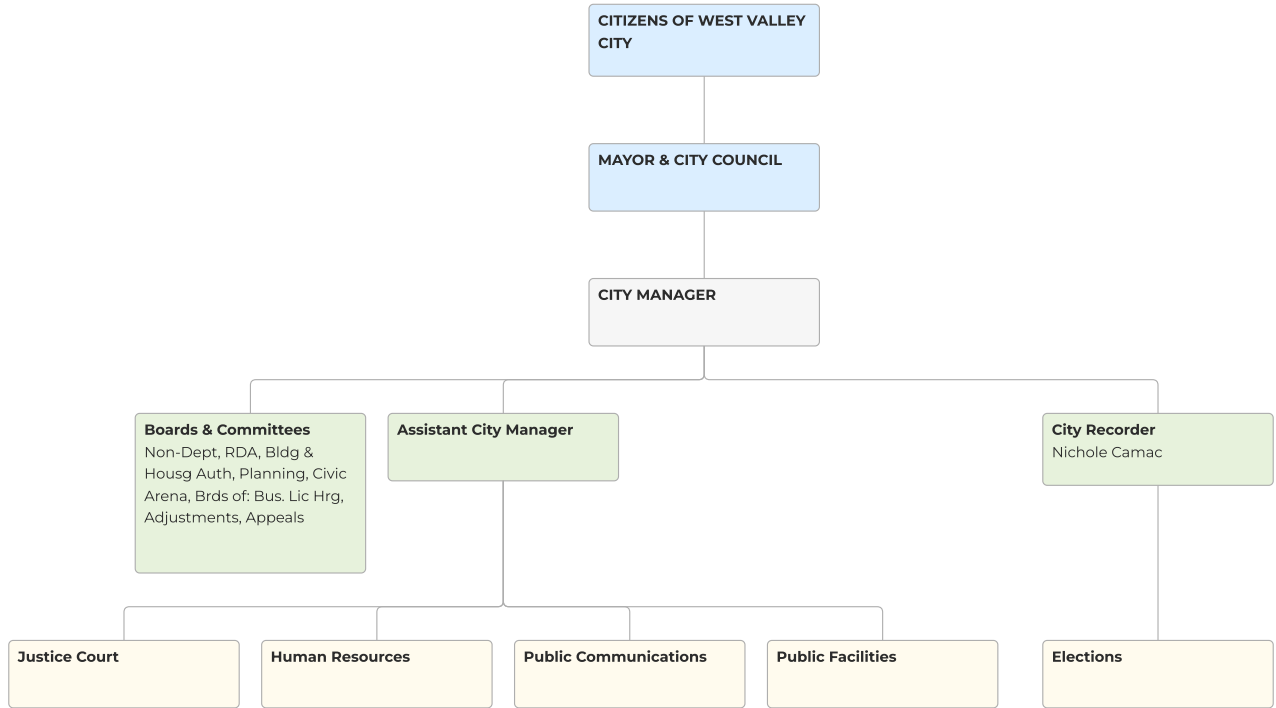 CITIZENS OF WEST VALLEY
CITY
MAYOR & CITY COUNCIL
CITY MANAGER
Boards & Committees
Non-Dept, RDA, Bldg &
Housg Auth, Planning, Civic
Arena, Brds of: Bus. Lic Hrg,
Adjustments, Appeals
Assistant City Manager
City Recorder
Nichole Camac
Justice Court
Human Resources
Public Communications
Public Facilities
Elections